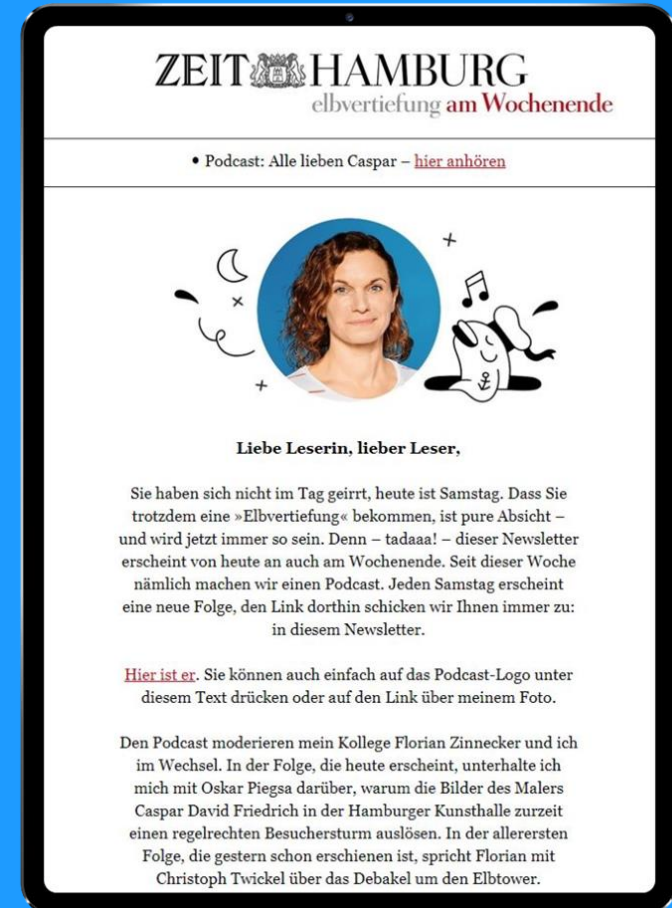 ZEIT HAMBURG
elbvertiefung am Wochenende
• Podcast: Alle lieben Caspar – hier anhören
Liebe Leserin, lieber Leser,
Sie haben sich nicht im Tag geirrt, heute ist Samstag. Dass Sie
trotzdem eine »Elbvertiefung« bekommen, ist pure Absicht –
und wird jetzt immer so sein. Denn – tadaaa! – dieser Newsletter
erscheint von heute an auch am Wochenende. Seit dieser Woche
nämlich machen wir einen Podcast. Jeden Samstag erscheint
eine neue Folge, den Link dorthin schicken wir Ihnen immer zu:
in diesem Newsletter.
Hier ist er. Sie können auch einfach auf das Podcast-Logo unter
diesem Text drücken oder auf den Link über meinem Foto.
Den Podcast moderieren mein Kollege Florian Zinnecker und ich
im Wechsel. In der Folge, die heute erscheint, unterhalte ich
mich mit Oskar Piegsa darüber, warum die Bilder des Malers
Caspar David Friedrich in der Hamburger Kunsthalle zurzeit
einen regelrechten Besuchersturm auslösen. In der allerersten
Folge, die gestern schon erschienen ist, spricht Florian mit
Christoph Twickel über das Debakel um den Elbtower.